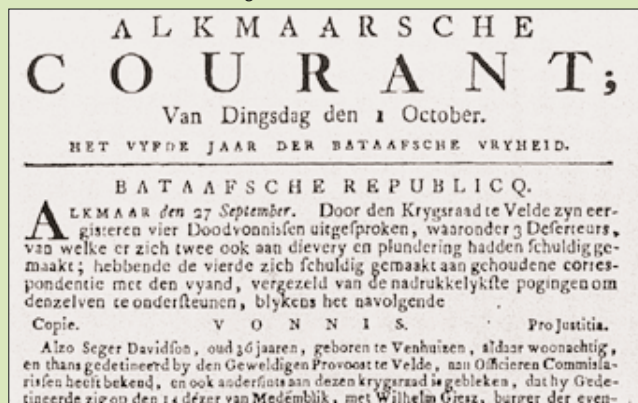 ALKMAARSCHE
COURANT;
Van Dingsdag den 1 October.
HET VYFDE JAAR DER BATAAFSCHE VRYHEID.
BATAAFSCHE REPUBLICQ.
ALKMAAR den 27 September. Door den Krygsraad te Velde zyn eer-
gisteren vier Doodvonnisſen uitgeſproken, waaronder 3 Deſerteurs,
van welke er zich twee ook aan dievery en plundering hadden ſchuldig ge-
maakt; hebbende de vierde zich ſchuldig gemaakt aan gehoudene corres-
pondentie met den vyand, vergezeld van de nadrukkelykſte pogingen om
denzelven te onderſteunen, blykens het navolgende
Copie. VONNIS. Pro Juſtitia.
Alzo Seger Davidſon, oud 36 jaaren, geboren te Venhuizen, aldaar woonachtig,
en thans gedetineerd by den Geweldigen Provoost te Velde, aan Officieren Commisſa-
risſen heeft bekend, en ook anderſints aan dezen krygsraad is gebleken, dat hy Gede-
tineerde zig op den 14 dézer van Medémblik, met Wilhelm Giesz, burger der even-